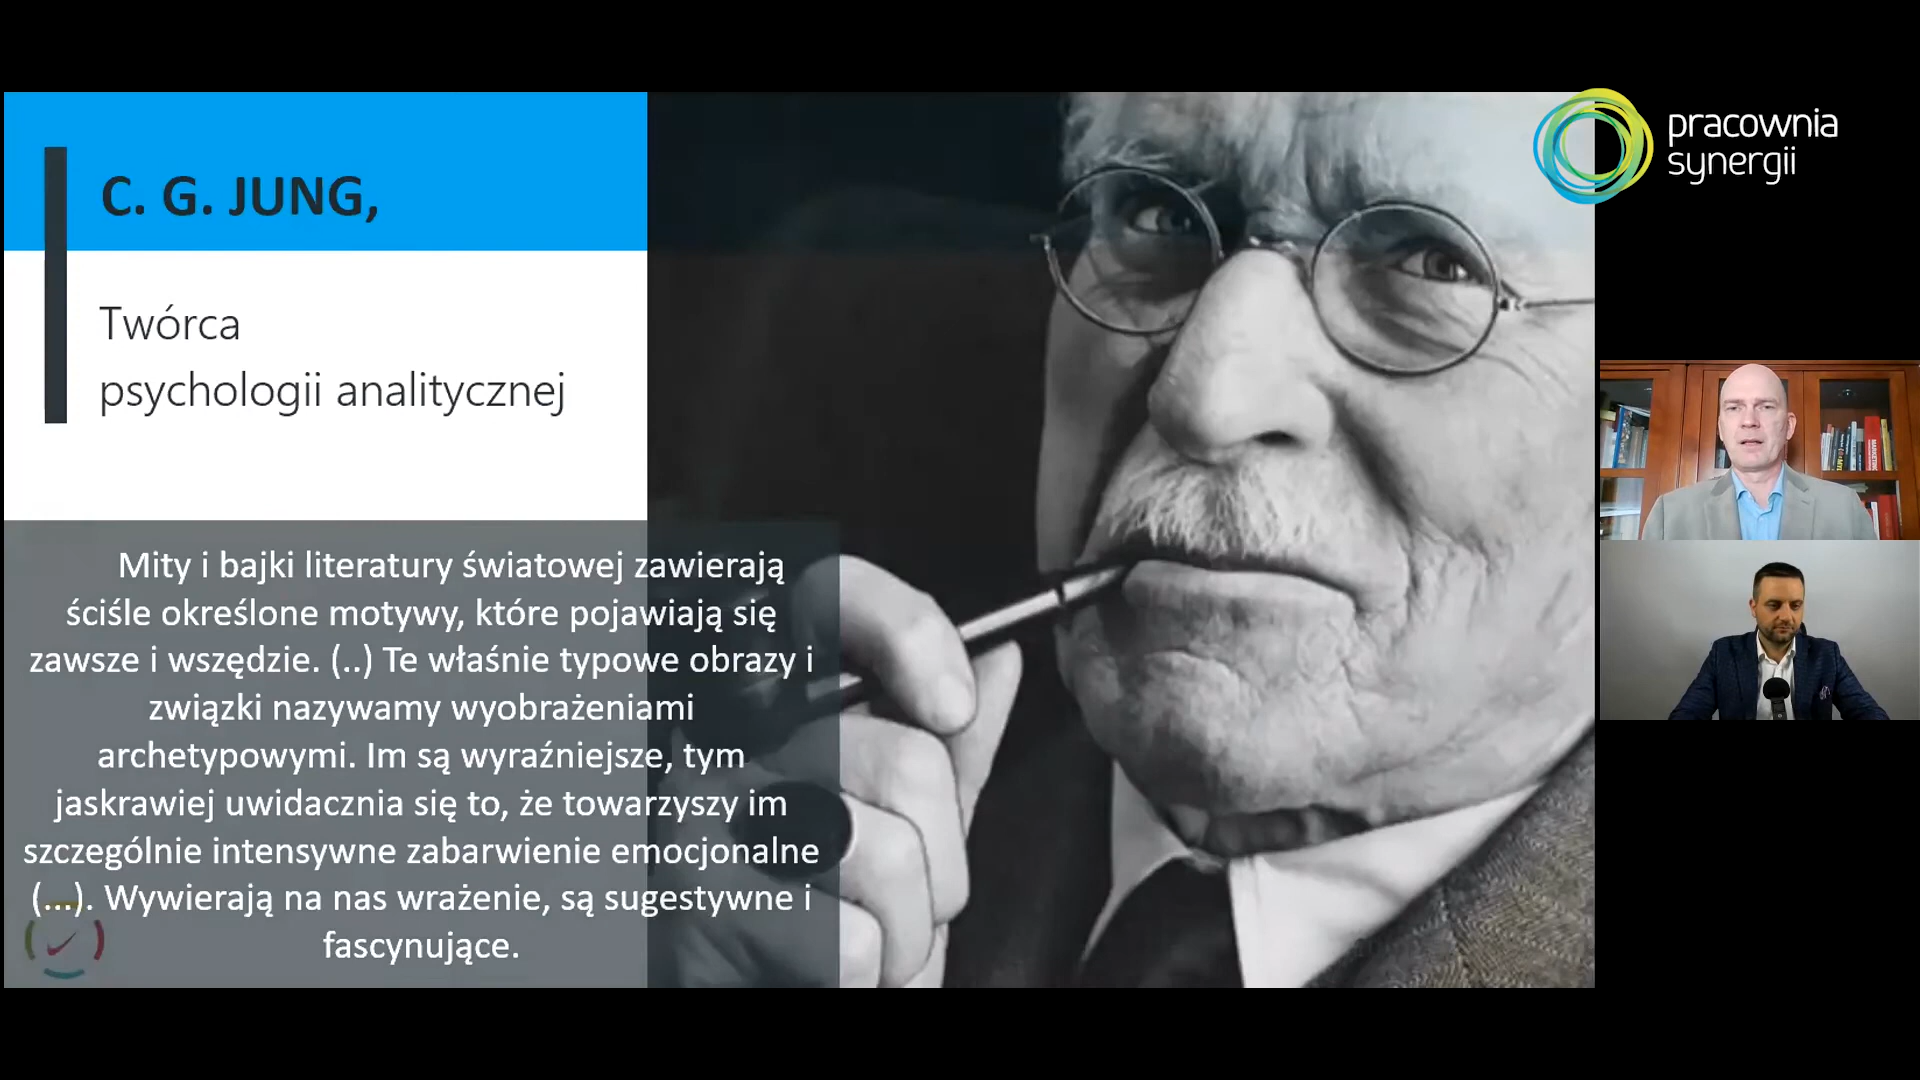 C. G. JUNG,
Twórca
psychologii analitycznej
Mity i bajki literatury światowej zawierają
ściśle określone motywy, które pojawiają się
zawsze i wszędzie. (..) Te właśnie typowe obrazy i
związki nazywamy wyobrażeniami
archetypowymi. Im są wyraźniejsze, tym
jaskrawiej uwidacznia się to, że towarzyszy im
szczególnie intensywne zabarwienie emocjonalne
(...). Wywierają na nas wrażenie, są sugestywne i
fascynujące.
pracownia
synergii
MARKETING